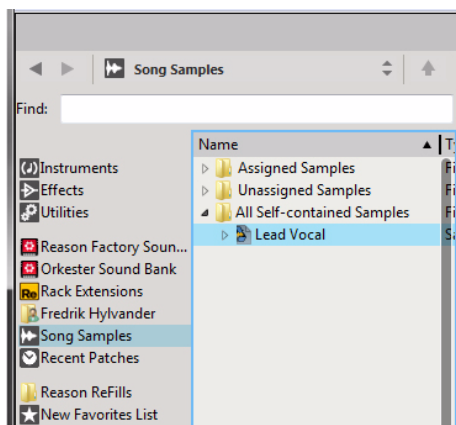 Song Samples
Find:
Name
Instruments
Effects
Utilities
Reason Factory Soun...
Orkester Sound Bank
Re Rack Extensions
Fredrik Hylvander
Song Samples
Recent Patches
Reason ReFills
New Favorites List
Assigned Samples
Unassigned Samples
All Self-contained Samples
Lead Vocal